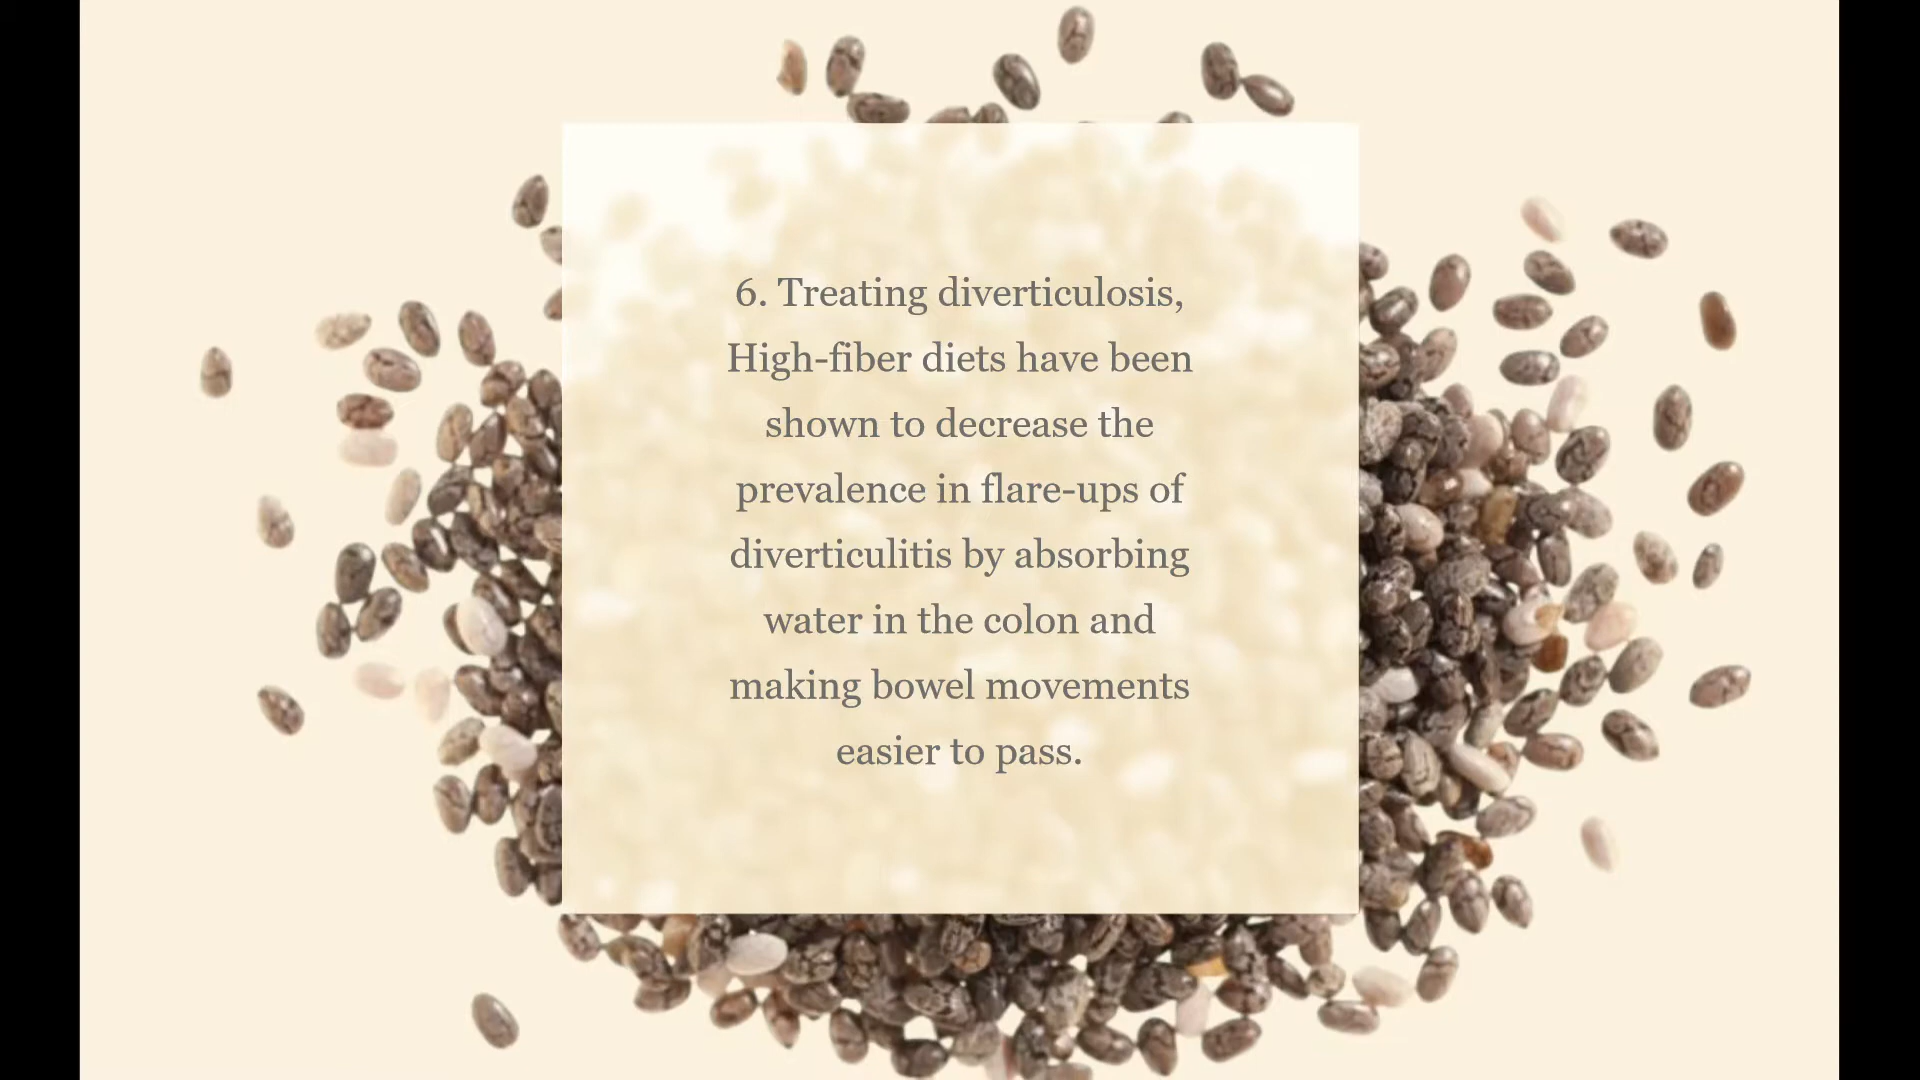 6. Treating diverticulosis,
High-fiber diets have been
shown to decrease the
prevalence in flare-ups of
diverticulitis by absorbing
water in the colon and
making bowel movements
easier to pass.